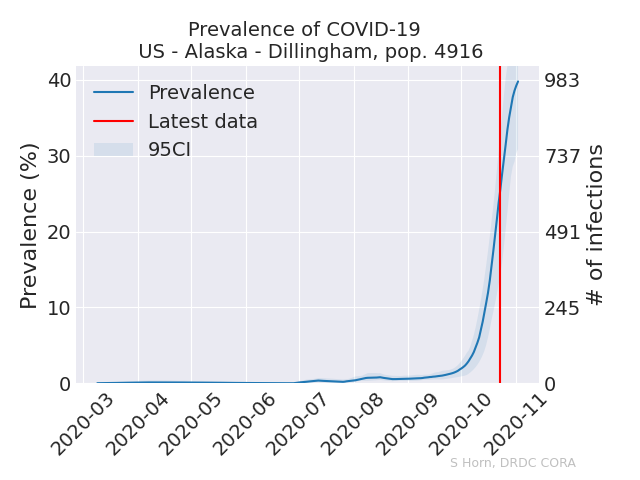 Prevalence of COVID-19
US - Alaska - Dillingham, pop. 4916
Prevalence
Latest data
95CI
Prevalence (%)
40
30
20
10
0
983
737
491
245
0
# of infections
2020-03
2020-04
2020-05
2020-06
2020-07
2020-08
2020-09
2020-10
2020-11
S Horn, DRDC CORA